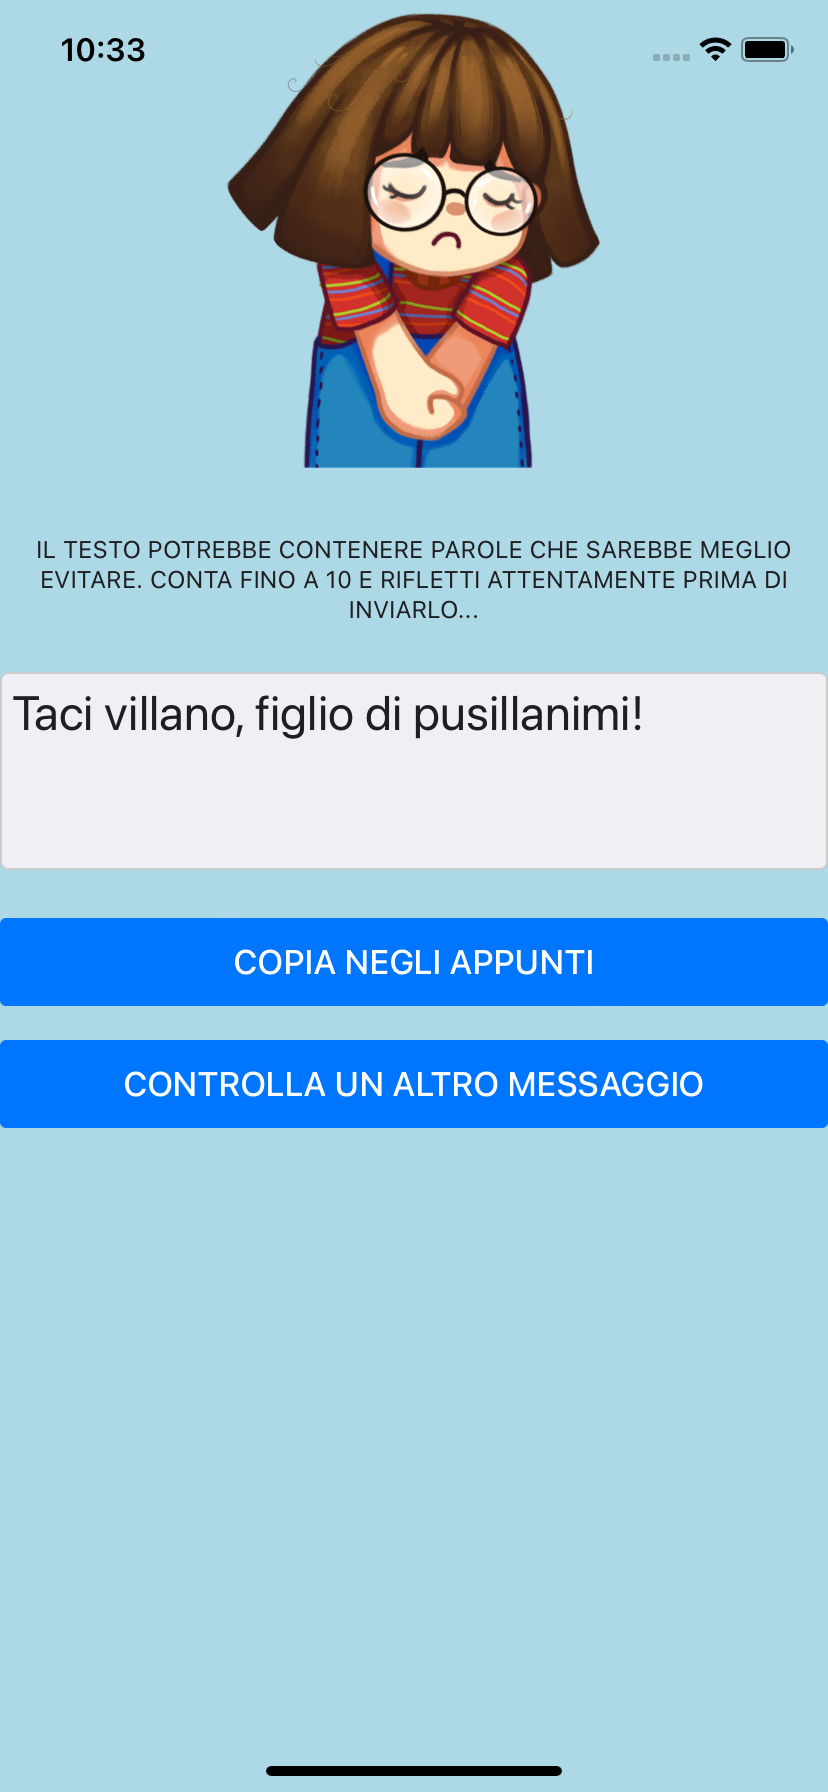 10:33
IL TESTO POTREBBE CONTENERE PAROLE CHE SAREBBE MEGLIO
EVITARE. CONTA FINO A 10 E RIFLETTI ATTENTAMENTE PRIMA DI
INVIARLO...
Taci villano, figlio di pusillanimi!
COPIA NEGLI APPUNTI
CONTROLLA UN ALTRO MESSAGGIO